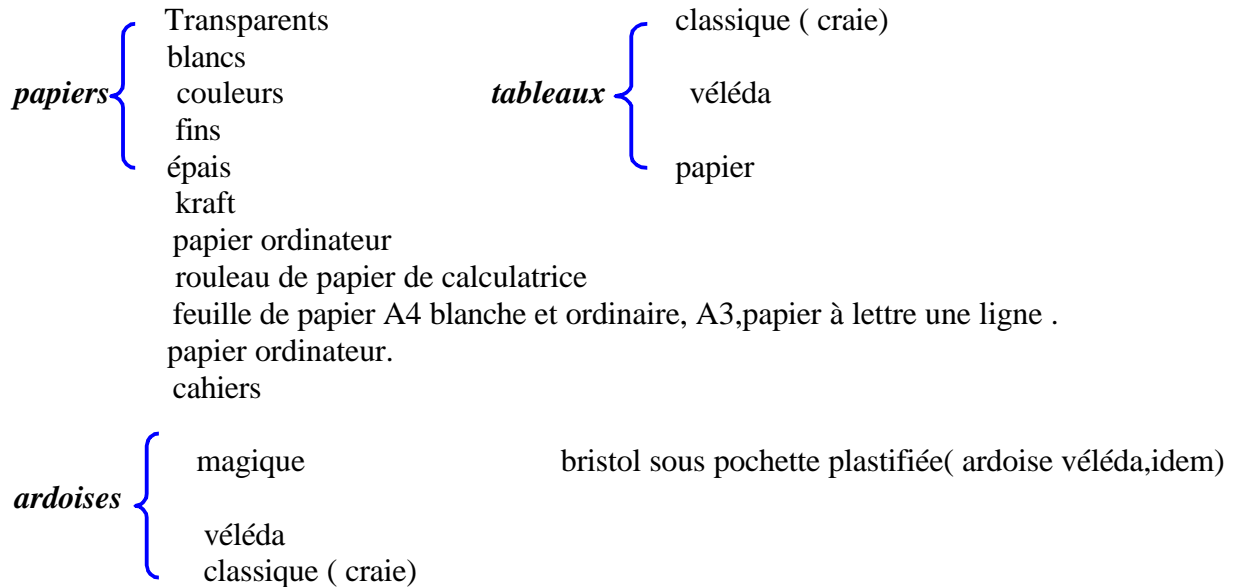 Transparents classique ( craie)
blancs
papiers couleurs tableaux véléda
fins
épais papier
kraft
papier ordinateur
rouleau de papier de calculatrice
feuille de papier A4 blanche et ordinaire, A3,papier à lettre une ligne .
papier ordinateur.
cahiers
magique bristol sous pochette plastifiée( ardoise véléda,idem)
ardoises
véléda
classique ( craie)